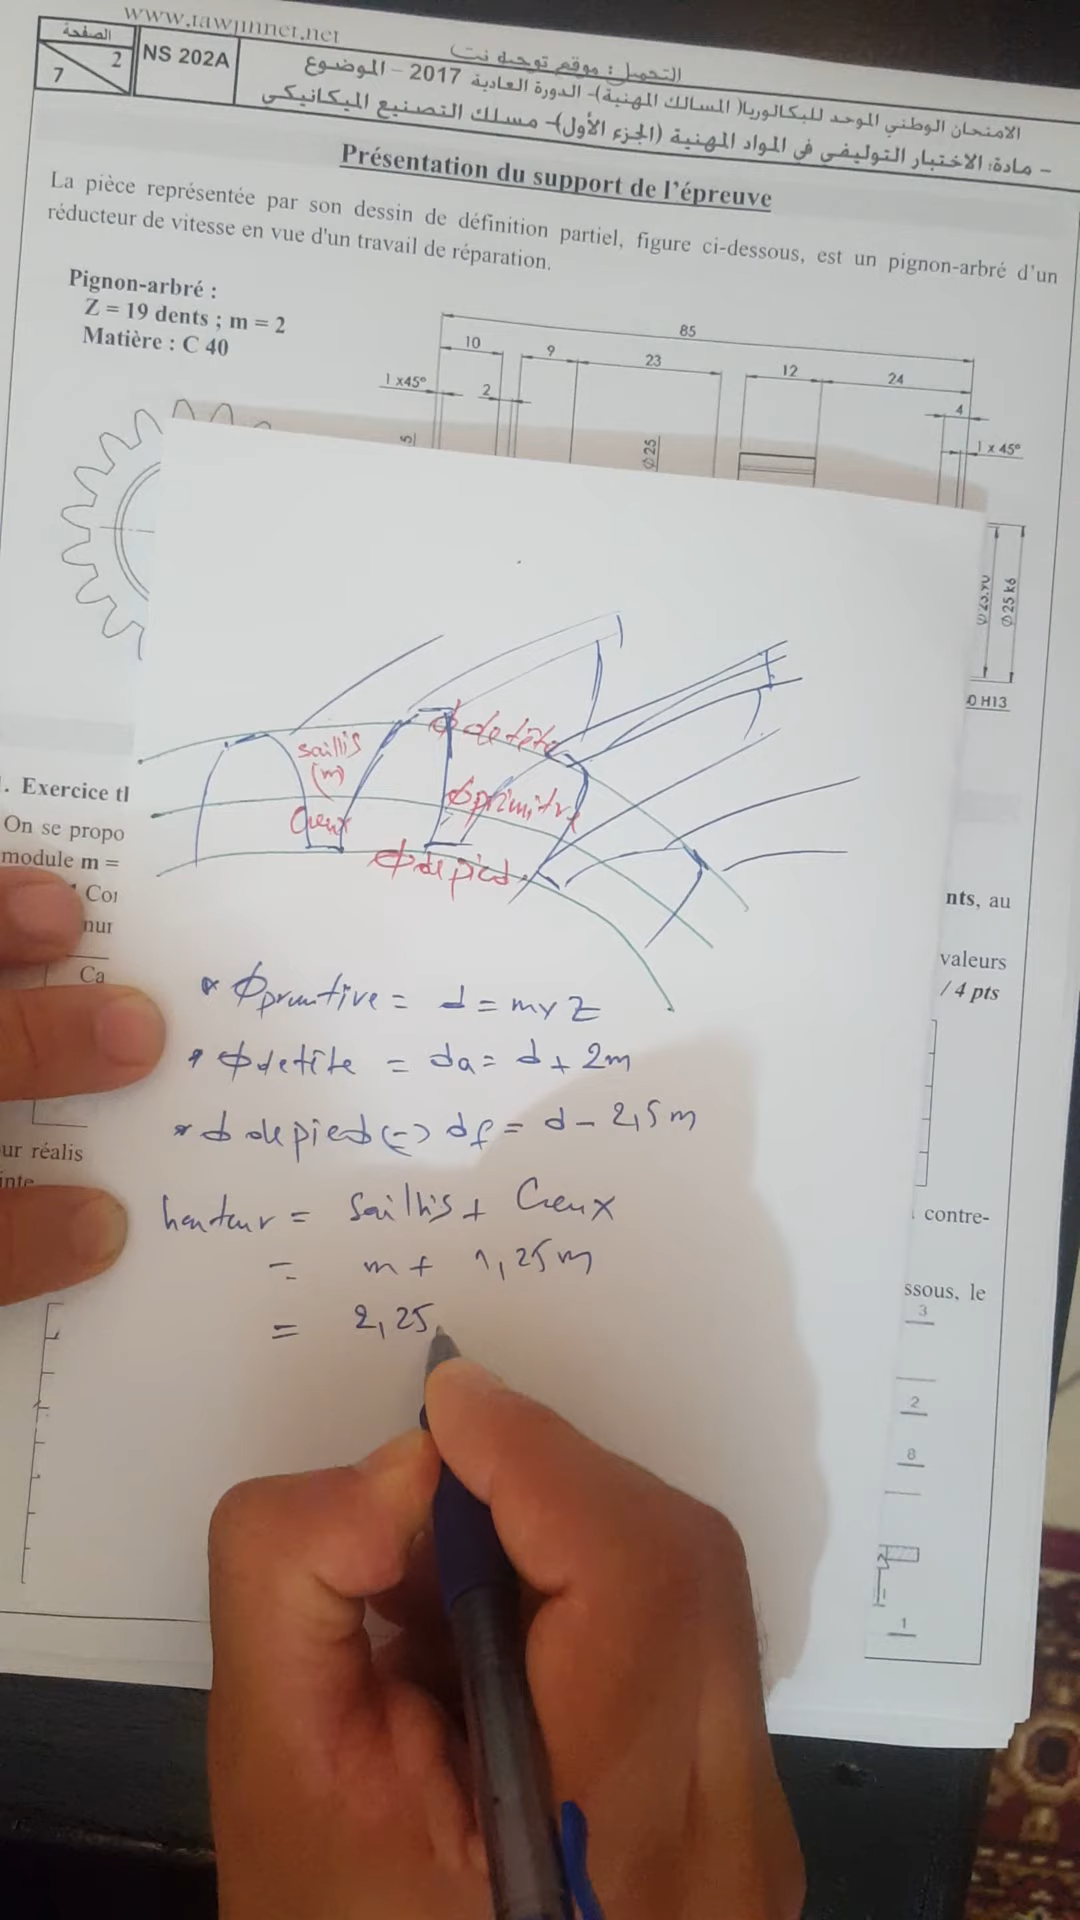 www.tawjihnet.net
التحميل : موقع توجيه نت
الصفحة
2
7
NS 202A
الامتحان الوطني الموحد للبكالوريا( المسالك المهنية)- الدورة العادية 2017 – الموضوع
- مادة: الاختبار التوليفي في المواد المهنية (الجزء الأول)- مسلك التصنيع الميكانيكي
Présentation du support de l'épreuve
La pièce représentée par son dessin de définition partiel, figure ci-dessous, est un pignon-arbré d'un
réducteur de vitesse en vue d'un travail de réparation.
Pignon-arbré :
Z = 19 dents ; m = 2
Matière : C 40
85
10
9
23
12
24
1 x45°
2
4
1 x 45°
Ø 25
Ø 25 k6
0 H13
saillis
(m)
Creux
ϕ de tête
ϕ primitive
ϕ de pied
. Exercice
On se propo
module m =
nts, au
valeurs
/ 4 pts
Ca
* ϕ primitive = d = m x Z
* ϕ de tête = da = d + 2m
* ϕ de pied (=) df = d - 2,5 m
ur réalis
contre-
hauteur = saillis + Creux
= m + 1,25 m
= 2,25
ssous, le
3
2
8
1